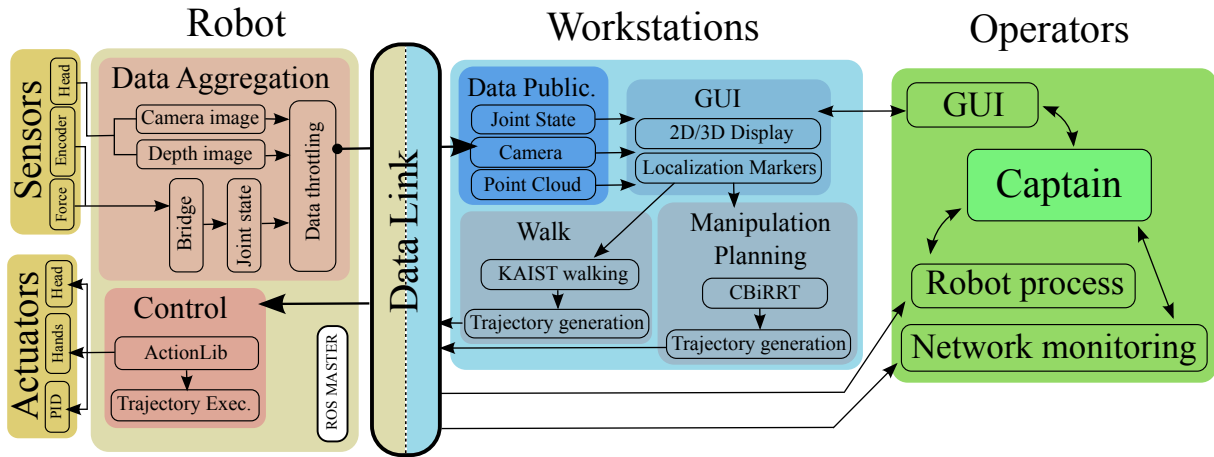 Robot
Workstations
Operators
Sensors
Head
Encoder
Force
Data Aggregation
Camera image
Depth image
Bridge
Joint state
Data throttling
Actuators
Head
Hands
PID
Control
ActionLib
Trajectory Exec.
ROS MASTER
Data Link
Data Public.
Joint State
Camera
Point Cloud
GUI
2D/3D Display
Localization Markers
Walk
KAIST walking
Trajectory generation
Manipulation
Planning
CBiRRT
Trajectory generation
GUI
Captain
Robot process
Network monitoring